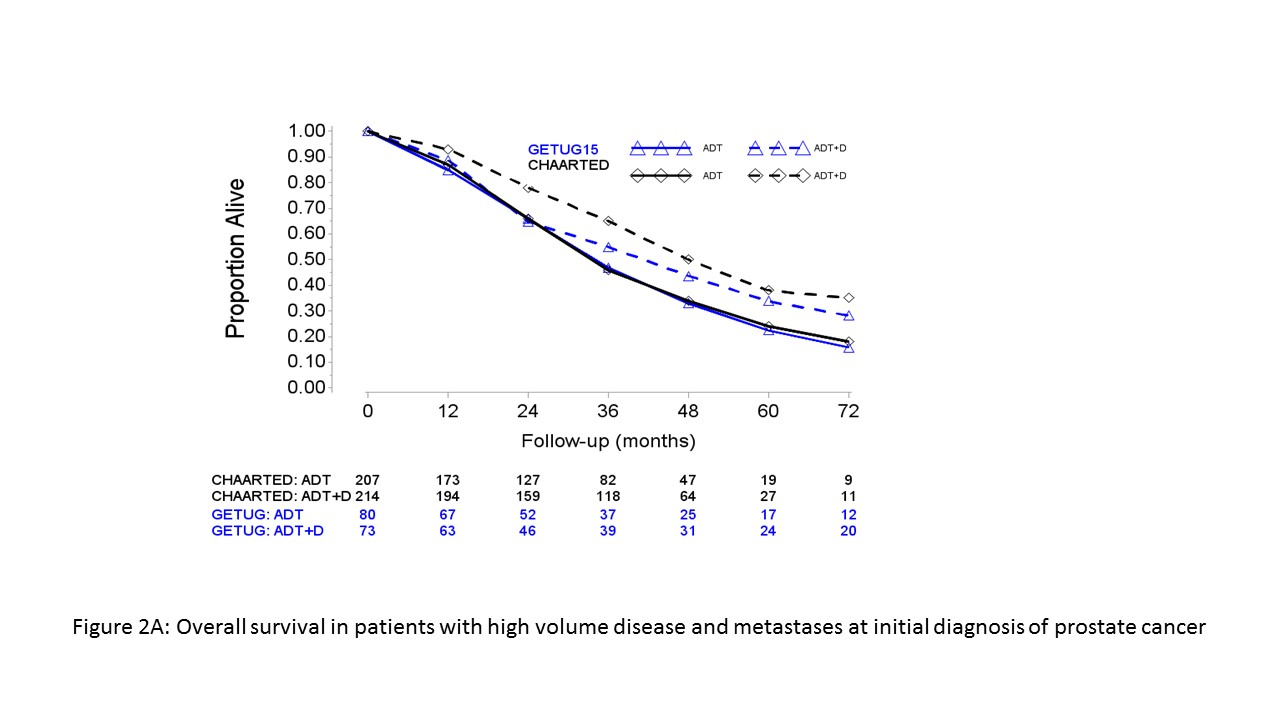 1.00
0.90
0.80
0.70
0.60
0.50
0.40
0.30
0.20
0.10
0.00
Proportion Alive
GETUG15 ADT ADT+D
CHAARTED ADT ADT+D
0 12 24 36 48 60 72
Follow-up (months)
CHAARTED: ADT 207 173 127 82 47 19 9
CHAARTED: ADT+D 214 194 159 118 64 27 11
GETUG: ADT 80 67 52 37 25 17 12
GETUG: ADT+D 73 63 46 39 31 24 20
Figure 2A: Overall survival in patients with high volume disease and metastases at initial diagnosis of prostate cancer